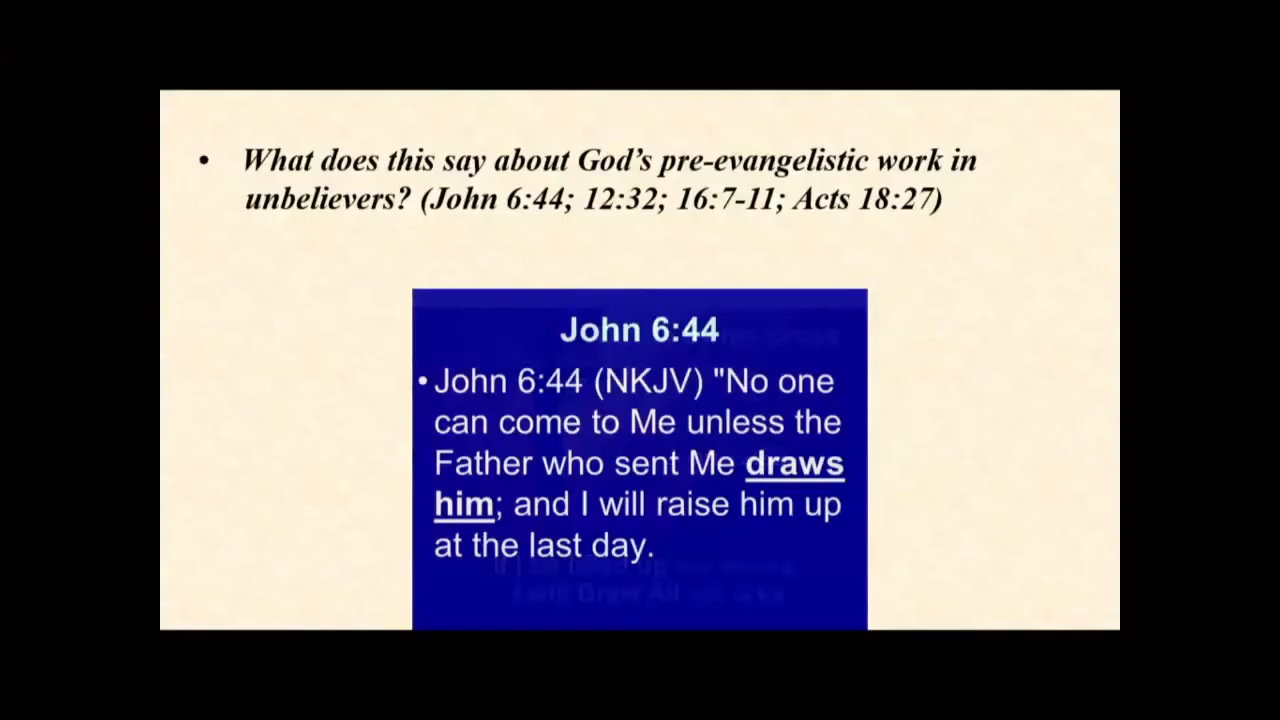 • What does this say about God's pre-evangelistic work in
unbelievers? (John 6:44; 12:32; 16:7-11; Acts 18:27)
John 6:44
• John 6:44 (NKJV) "No one
can come to Me unless the
Father who sent Me draws
him; and I will raise him up
at the last day.